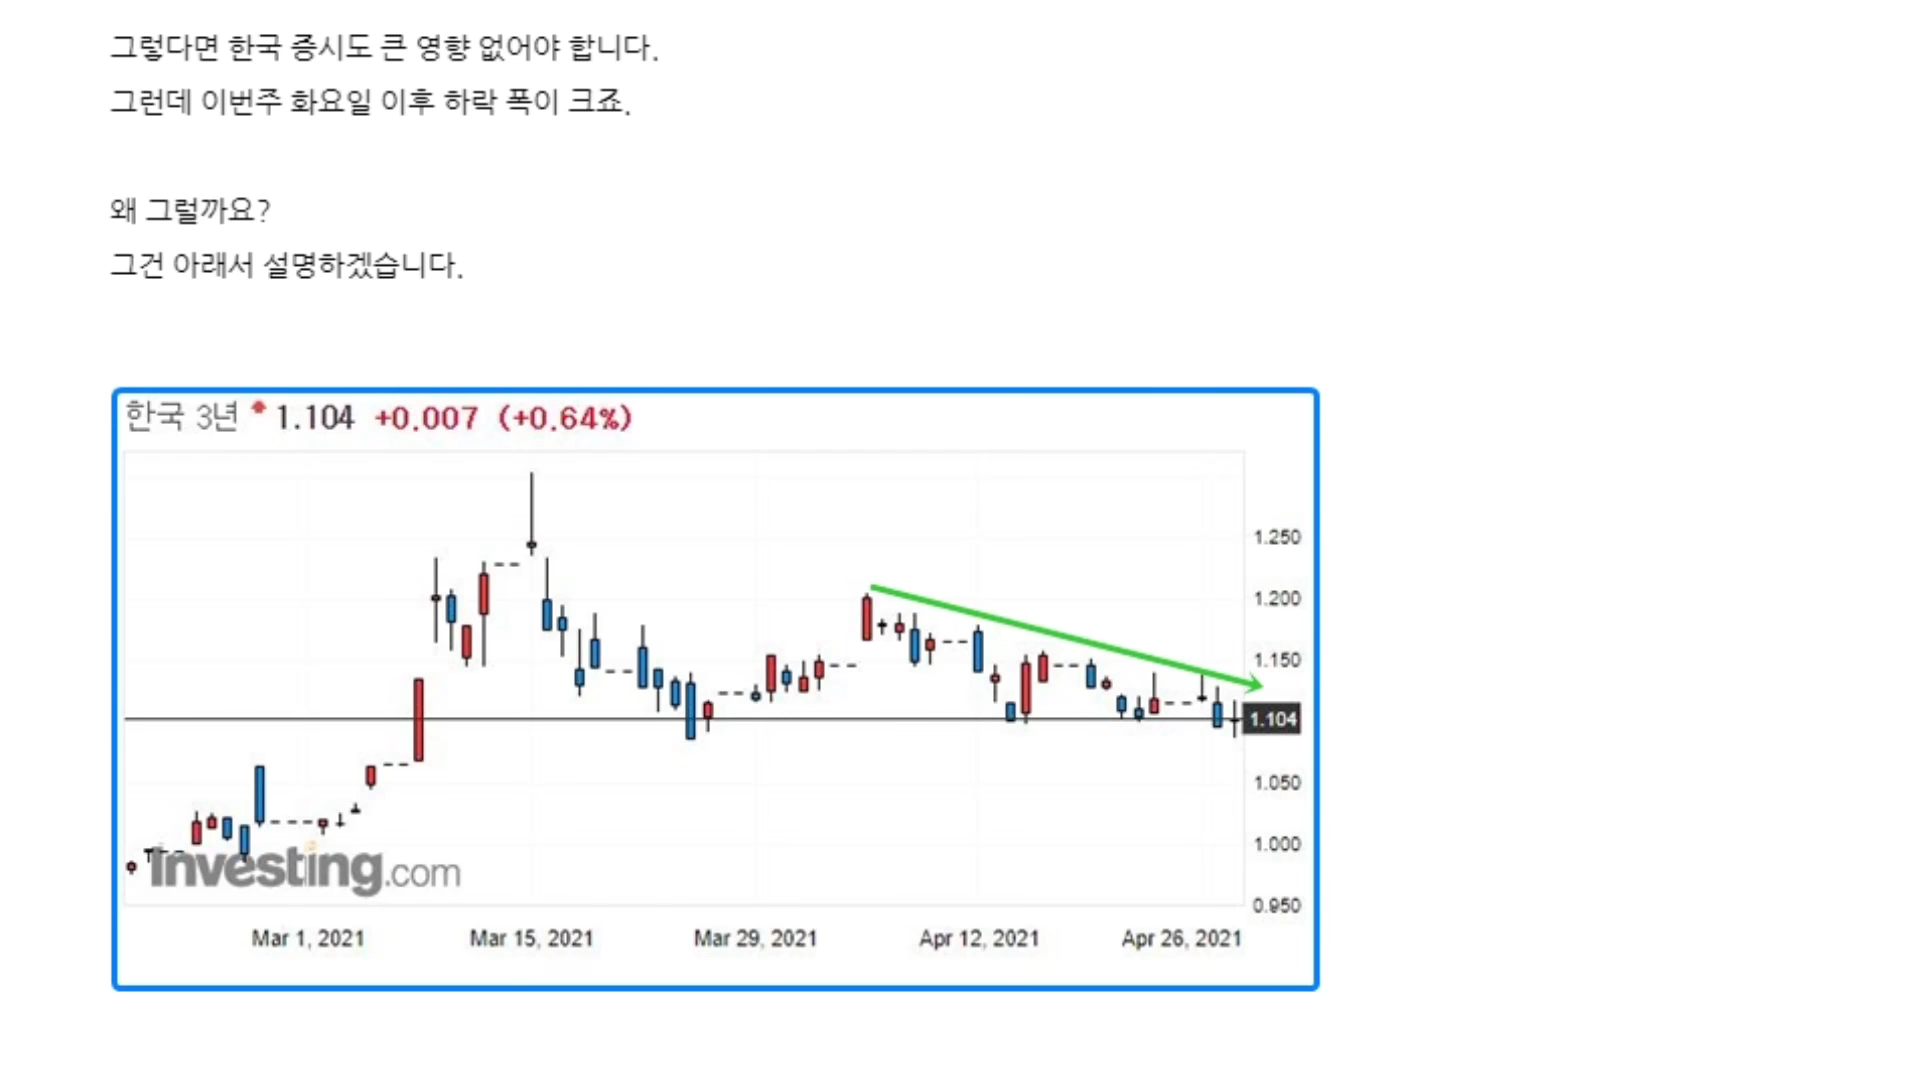 그렇다면 한국 증시도 큰 영향 없어야 합니다.
그런데 이번주 화요일 이후 하락 폭이 크죠.
왜 그럴까요?
그건 아래서 설명하겠습니다.
한국 3년 1.104 +0.007 (+0.64%)
1.250
1.200
1.150
1.104
1.050
1.000
0.950
Investing.com
Mar 1, 2021 Mar 15, 2021 Mar 29, 2021 Apr 12, 2021 Apr 26, 2021